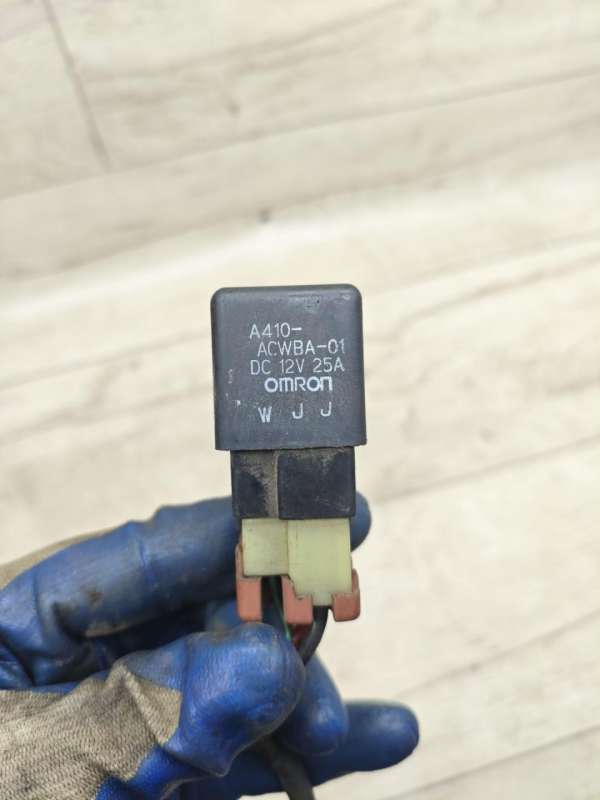 A410-
ACWBA-01
DC 12V 25A
OMRON
W J J